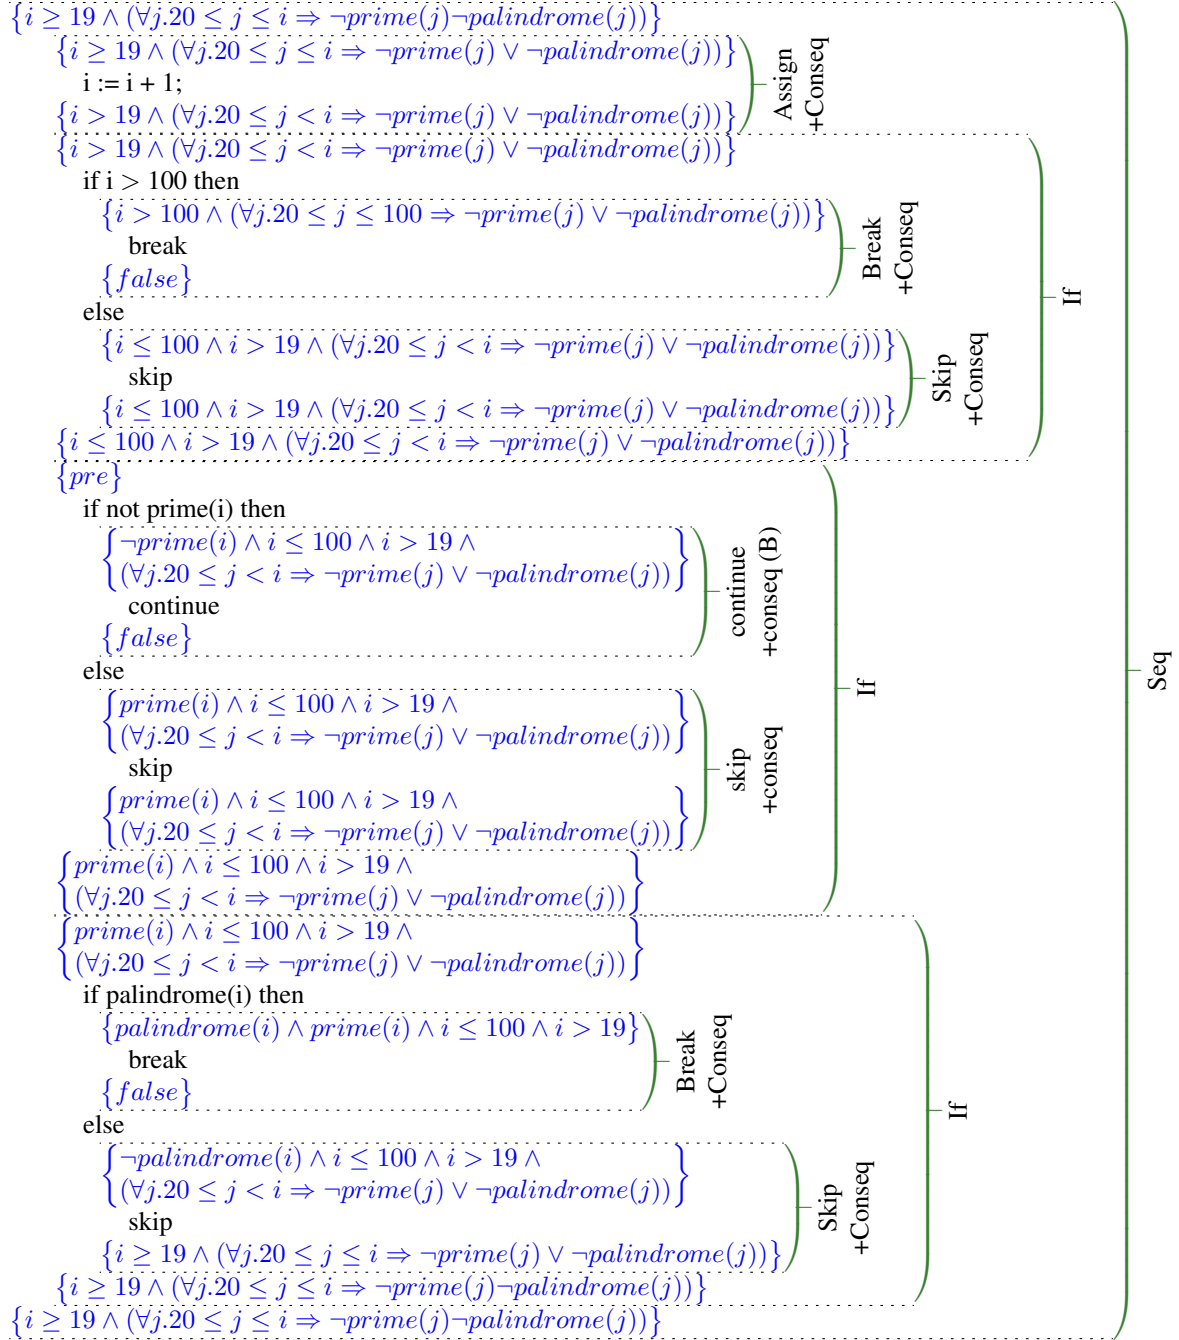 {i ≥ 19 ∧ (∀j.20 ≤ j ≤ i ⇒ ¬prime(j)¬palindrome(j))}
{i ≥ 19 ∧ (∀j.20 ≤ j ≤ i ⇒ ¬prime(j) ∨ ¬palindrome(j))}
i := i + 1;
{i > 19 ∧ (∀j.20 ≤ j < i ⇒ ¬prime(j) ∨ ¬palindrome(j))}
Assign
+Conseq
{i > 19 ∧ (∀j.20 ≤ j < i ⇒ ¬prime(j) ∨ ¬palindrome(j))}
if i > 100 then
{i > 100 ∧ (∀j.20 ≤ j ≤ 100 ⇒ ¬prime(j) ∨ ¬palindrome(j))}
break
{false}
Break
+Conseq
else
{i ≤ 100 ∧ i > 19 ∧ (∀j.20 ≤ j < i ⇒ ¬prime(j) ∨ ¬palindrome(j))}
skip
{i ≤ 100 ∧ i > 19 ∧ (∀j.20 ≤ j < i ⇒ ¬prime(j) ∨ ¬palindrome(j))}
Skip
+Conseq
{i ≤ 100 ∧ i > 19 ∧ (∀j.20 ≤ j < i ⇒ ¬prime(j) ∨ ¬palindrome(j))}
If
{pre}
if not prime(i) then
{¬prime(i) ∧ i ≤ 100 ∧ i > 19 ∧
(∀j.20 ≤ j < i ⇒ ¬prime(j) ∨ ¬palindrome(j))}
continue
{false}
continue
+conseq (B)
else
{prime(i) ∧ i ≤ 100 ∧ i > 19 ∧
(∀j.20 ≤ j < i ⇒ ¬prime(j) ∨ ¬palindrome(j))}
skip
{prime(i) ∧ i ≤ 100 ∧ i > 19 ∧
(∀j.20 ≤ j < i ⇒ ¬prime(j) ∨ ¬palindrome(j))}
skip
+conseq
{prime(i) ∧ i ≤ 100 ∧ i > 19 ∧
(∀j.20 ≤ j < i ⇒ ¬prime(j) ∨ ¬palindrome(j))}
If
{prime(i) ∧ i ≤ 100 ∧ i > 19 ∧
(∀j.20 ≤ j < i ⇒ ¬prime(j) ∨ ¬palindrome(j))}
if palindrome(i) then
{palindrome(i) ∧ prime(i) ∧ i ≤ 100 ∧ i > 19}
break
{false}
Break
+Conseq
else
{¬palindrome(i) ∧ i ≤ 100 ∧ i > 19 ∧
(∀j.20 ≤ j < i ⇒ ¬prime(j) ∨ ¬palindrome(j))}
skip
{i ≥ 19 ∧ (∀j.20 ≤ j ≤ i ⇒ ¬prime(j) ∨ ¬palindrome(j))}
Skip
+Conseq
{i ≥ 19 ∧ (∀j.20 ≤ j ≤ i ⇒ ¬prime(j)¬palindrome(j))}
If
{i ≥ 19 ∧ (∀j.20 ≤ j ≤ i ⇒ ¬prime(j)¬palindrome(j))}
Seq